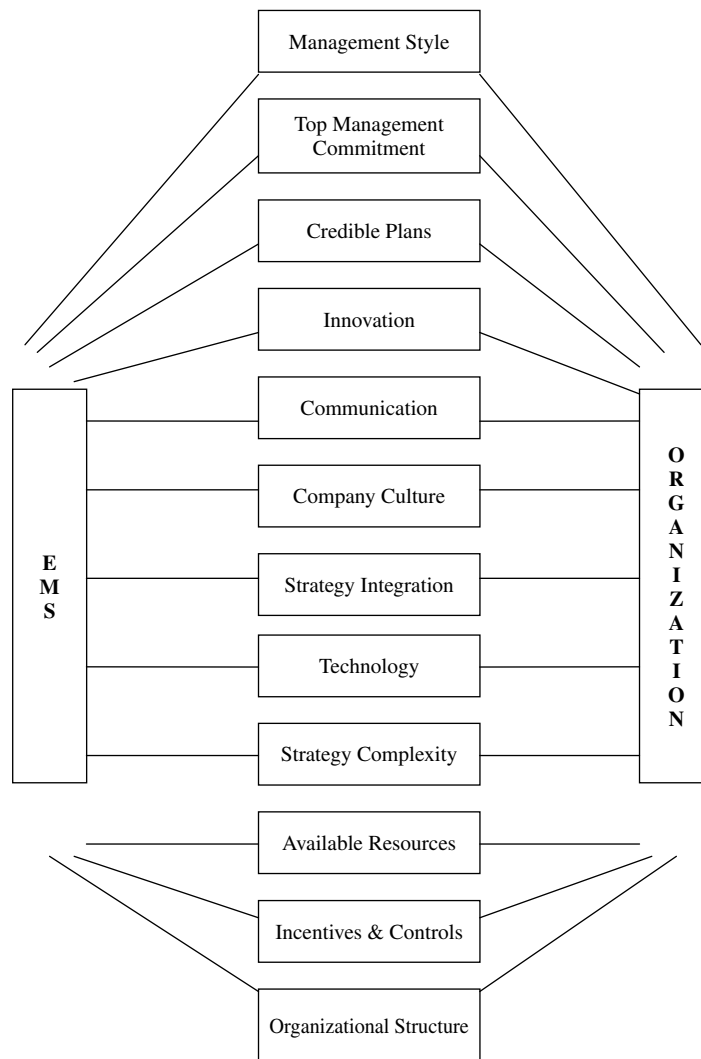 Management Style
Top Management
Commitment
Credible Plans
Innovation
Communication
Company Culture
Strategy Integration
Technology
Strategy Complexity
Available Resources
Incentives & Controls
Organizational Structure
E
M
S
O
R
G
A
N
I
Z
A
T
I
O
N